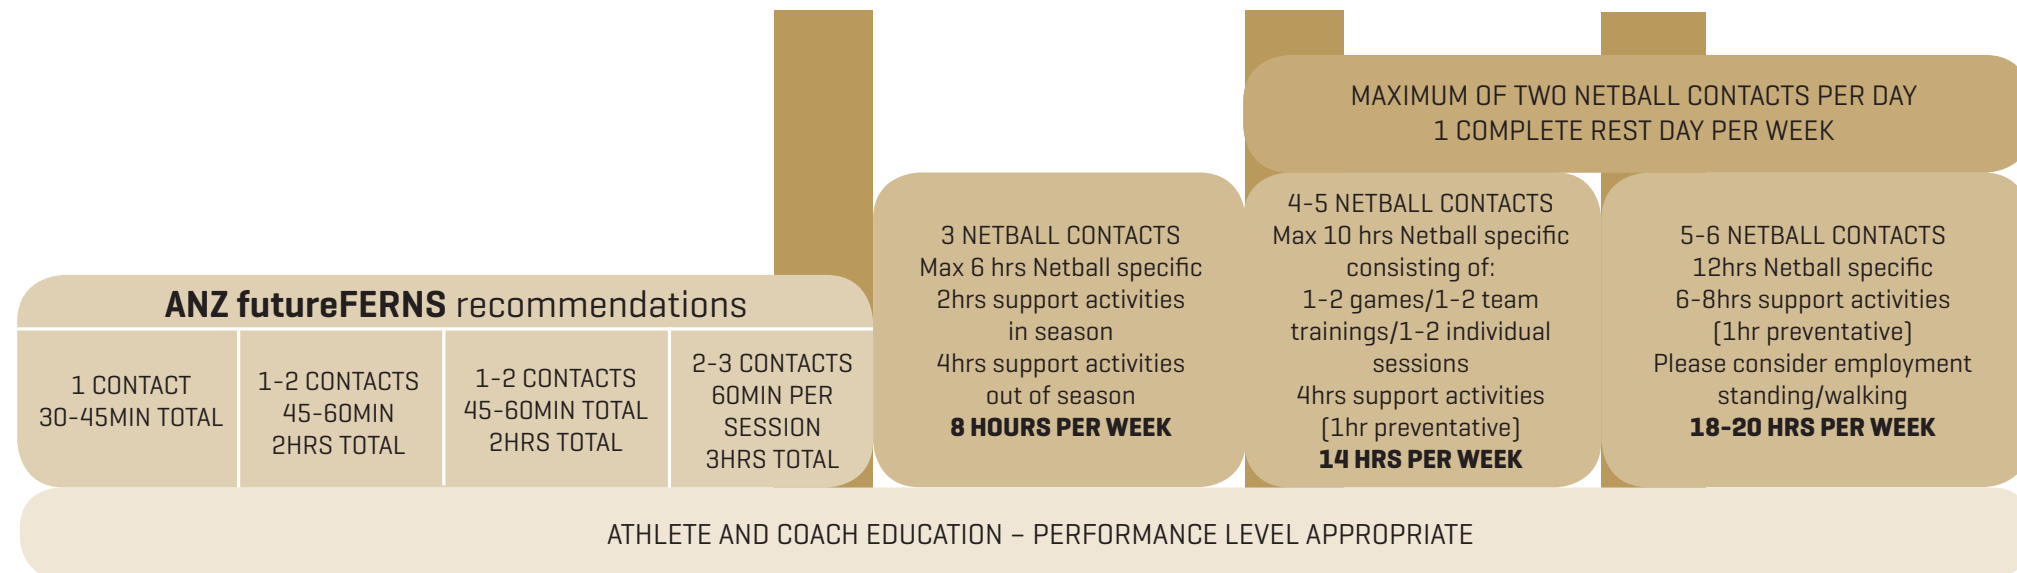 MAXIMUM OF TWO NETBALL CONTACTS PER DAY
1 COMPLETE REST DAY PER WEEK
ANZ futureFERNS recommendations
1 CONTACT
30-45MIN TOTAL
1-2 CONTACTS
45-60MIN
2HRS TOTAL
1-2 CONTACTS
45-60MIN TOTAL
2HRS TOTAL
2-3 CONTACTS
60MIN PER
SESSION
3HRS TOTAL
3 NETBALL CONTACTS
Max 6 hrs Netball specific
2hrs support activities
in season
4hrs support activities
out of season
8 HOURS PER WEEK
4-5 NETBALL CONTACTS
Max 10 hrs Netball specific
consisting of:
1-2 games/1-2 team
trainings/1-2 individual
sessions
4hrs support activities
(1hr preventative)
14 HRS PER WEEK
5-6 NETBALL CONTACTS
12hrs Netball specific
6-8hrs support activities
(1hr preventative)
Please consider employment
standing/walking
18-20 HRS PER WEEK
ATHLETE AND COACH EDUCATION – PERFORMANCE LEVEL APPROPRIATE